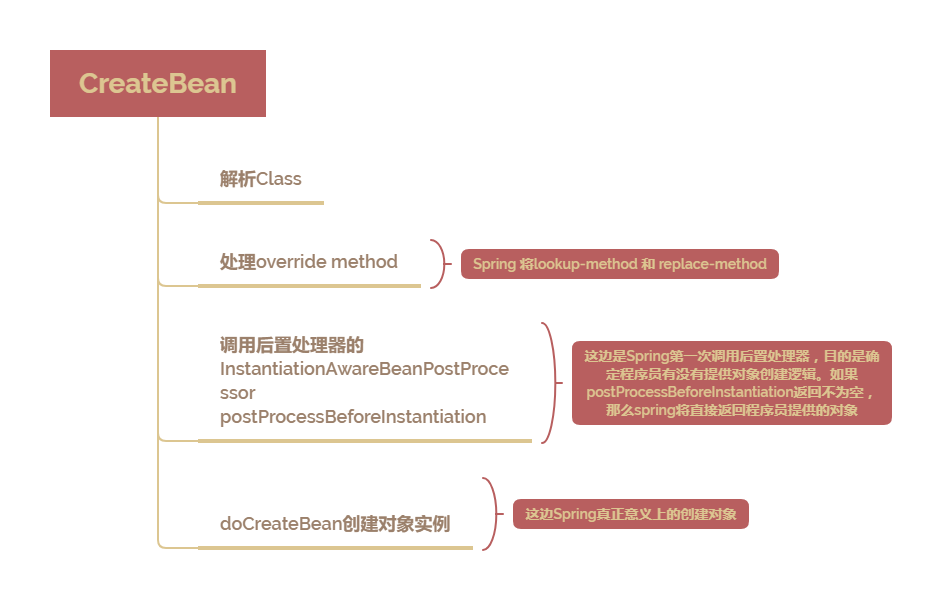 CreateBean
解析Class
处理override method
Spring 将lookup-method 和 replace-method
调用后置处理器的
InstantiationAwareBeanPostProce
ssor
postProcessBeforeInstantiation
这边是Spring第一次调用后置处理器，目的是确
定程序员有没有提供对象创建逻辑。如果
postProcessBeforeInstantiation返回不为空，
那么spring将直接返回程序员提供的对象
doCreateBean创建对象实例
这边Spring真正意义上的创建对象